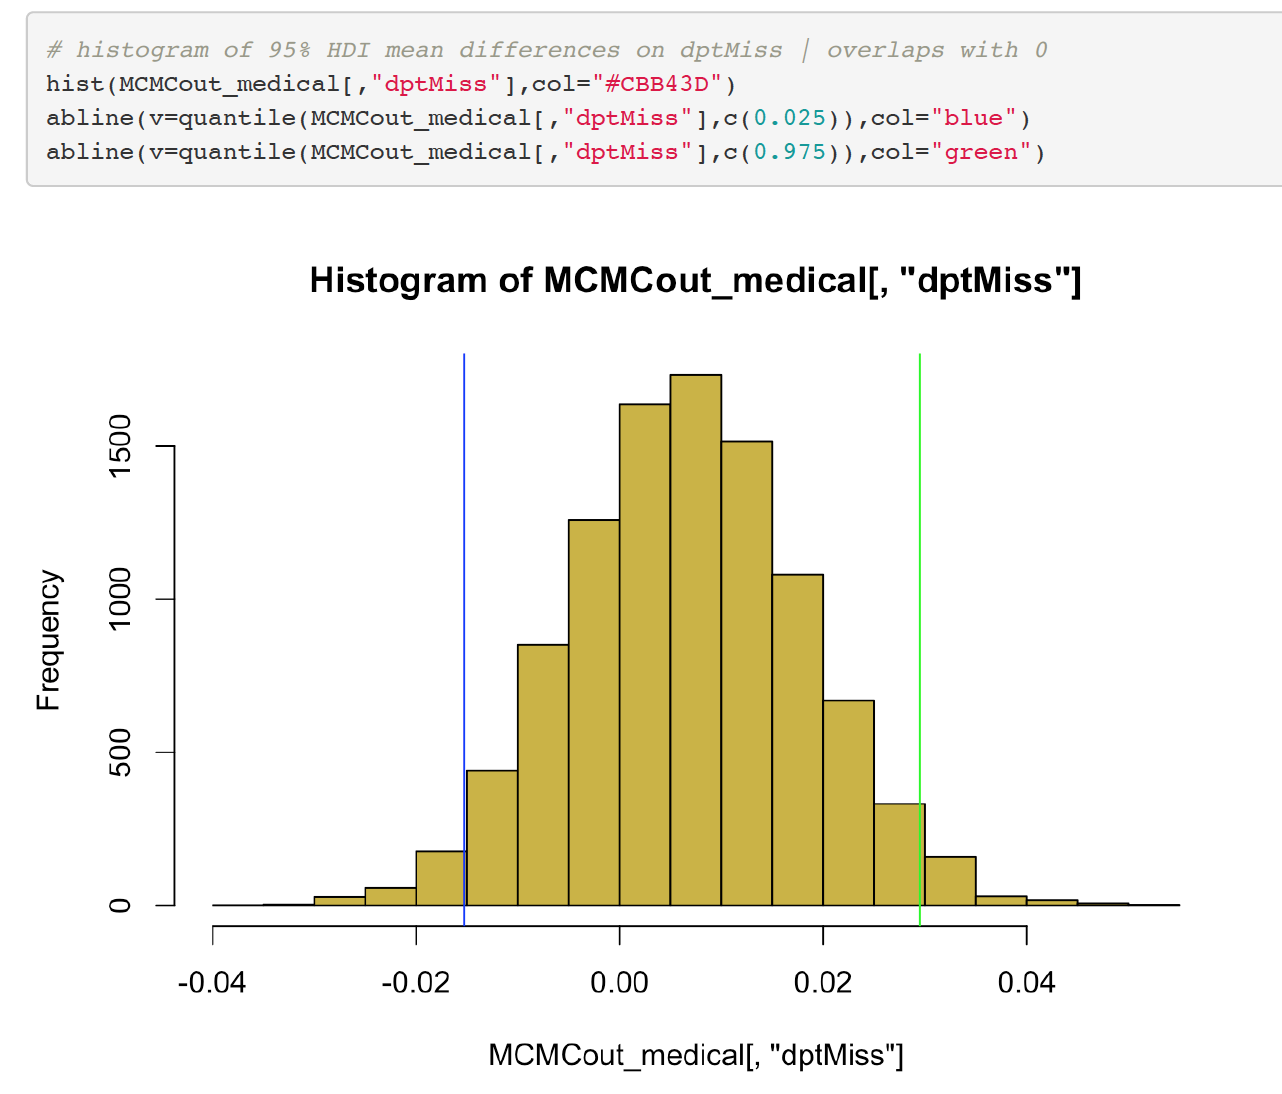 # histogram of 95% HDI mean differences on dptMiss | overlaps with 0
hist(MCMCout_medical[,"dptMiss"],col="#CBB43D")
abline(v=quantile(MCMCout_medical[,"dptMiss"],c(0.025)),col="blue")
abline(v=quantile(MCMCout_medical[,"dptMiss"],c(0.975)),col="green")
Histogram of MCMCout_medical[, "dptMiss"]
Frequency
1500
1000
500
0
-0.04 -0.02 0.00 0.02 0.04
MCMCout_medical[, "dptMiss"]